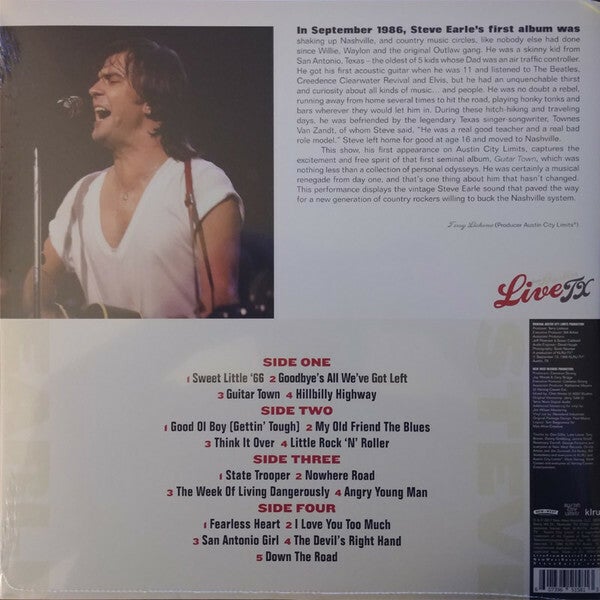 In September 1986, Steve Earle's first album was
shaking up Nashville, and country music circles, like nobody else had done
since Willie, Waylon and the original Outlaw gang. He was a skinny kid from
San Antonio, Texas – the oldest of 5 kids whose Dad was an air traffic controller.
He got his first acoustic guitar when he was 11 and listened to The Beatles,
Creedence Clearwater Revival and Elvis, but he had an unquenchable thirst
and curiosity about all kinds of music... and people. He was no doubt a rebel,
running away from home several times to hit the road, playing honky tonks and
bars wherever they would let him in. During these hitch-hiking and traveling
days, he was befriended by the legendary Texas singer-songwriter, Townes
Van Zandt, of whom Steve said, "He was a real good teacher and a real bad
role model." Steve left home for good at age 16 and moved to Nashville.
This show, his first appearance on Austin City Limits, captures the
excitement and free spirit of that first seminal album, Guitar Town, which was
nothing less than a collection of personal odysseys. He was certainly a musical
renegade from day one, and that's one thing about him that hasn't changed.
This performance displays the vintage Steve Earle sound that paved the way
for a new generation of country rockers willing to buck the Nashville system.
Terry Lickona (Producer Austin City Limits®)
Live TX
SIDE ONE
1 Sweet Little '66 2 Goodbye's All We've Got Left
3 Guitar Town 4 Hillbilly Highway
SIDE TWO
1 Good Ol Boy (Gettin' Tough) 2 My Old Friend The Blues
3 Think It Over 4 Little Rock 'N' Roller
SIDE THREE
1 State Trooper 2 Nowhere Road
3 The Week Of Living Dangerously 4 Angry Young Man
SIDE FOUR
1 Fearless Heart 2 I Love You Too Much
3 San Antonio Girl 4 The Devil's Right Hand
5 Down The Road
NEW WEST
klru